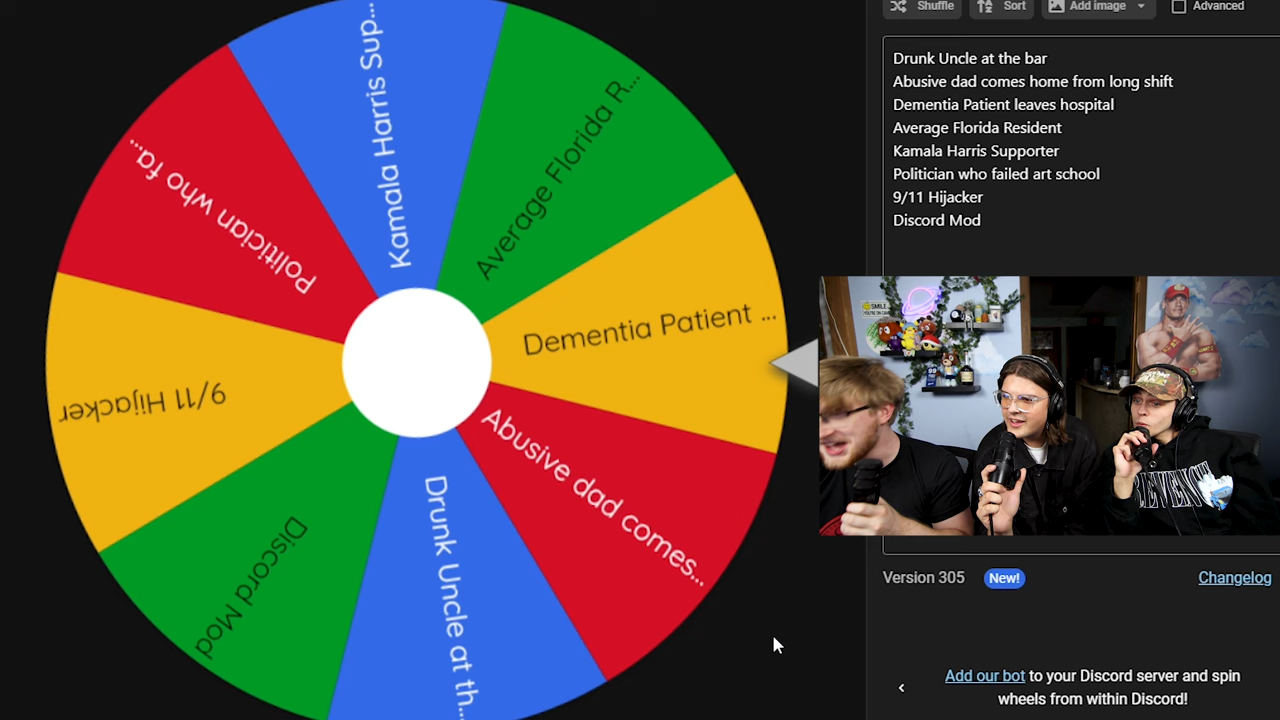 Shuffle
Sort
Add image
Advanced
Drunk Uncle at the bar
Abusive dad comes home from long shift
Dementia Patient leaves hospital
Average Florida Resident
Kamala Harris Supporter
Politician who failed art school
9/11 Hijacker
Discord Mod
Kamala Harris Sup...
Average Florida R...
Dementia Patient ...
Abusive dad comes...
Drunk Uncle at th...
Discord Mod
9/11 Hijacker
Politician who fa...
SMILE
REVENGE
Version 305
New!
Changelog
Add our bot to your Discord server and spin
wheels from within Discord!